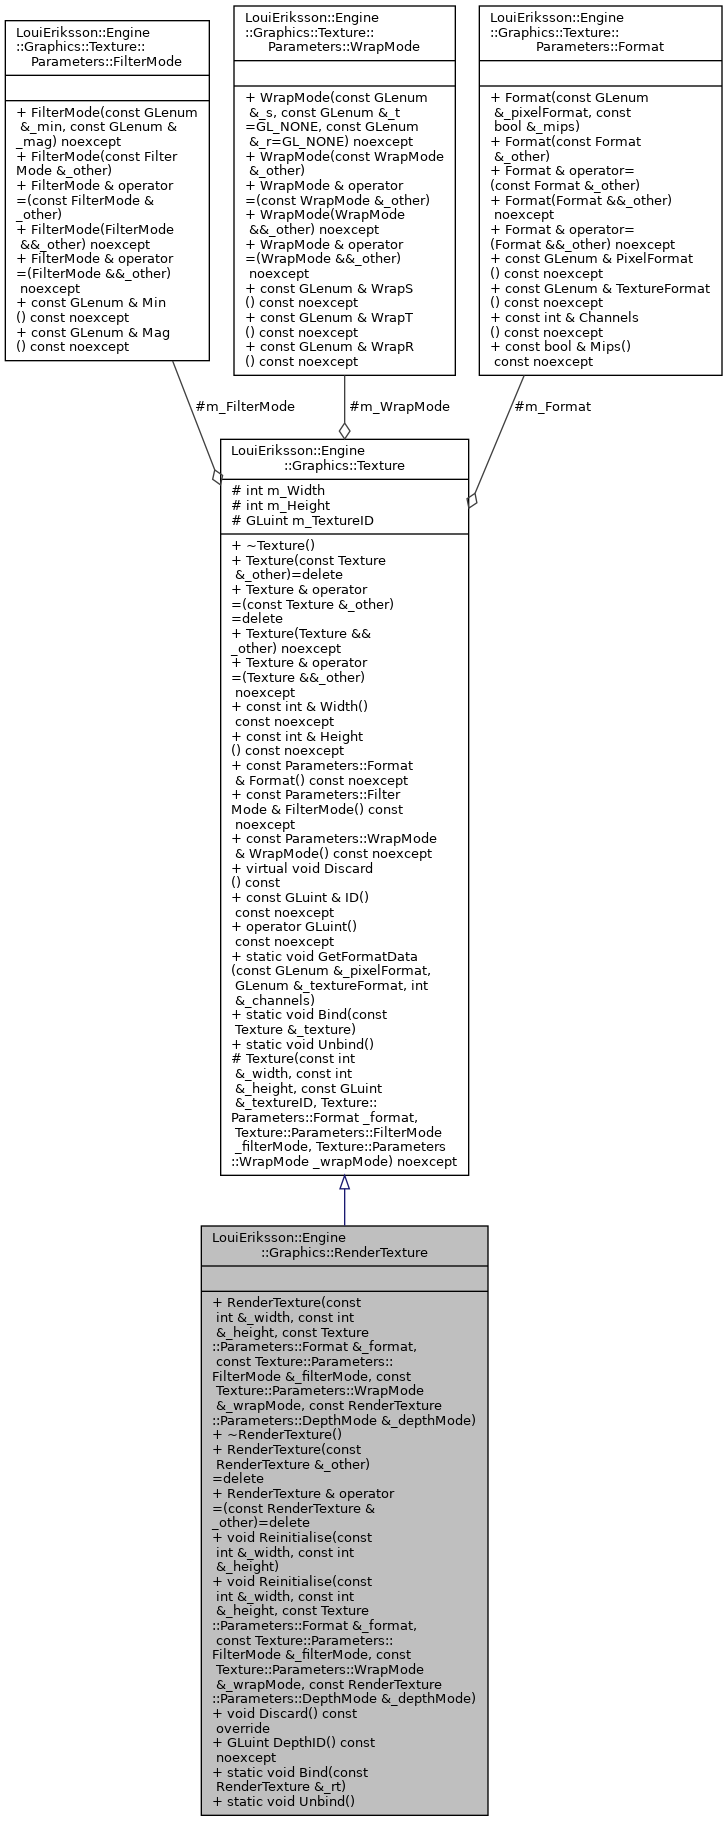 LouiEriksson::Engine
::Graphics::Texture::
Parameters::FilterMode
+ FilterMode(const GLenum
&_min, const GLenum &
_mag) noexcept
+ FilterMode(const Filter
Mode &_other)
+ FilterMode & operator
=(const FilterMode &
_other)
+ FilterMode(FilterMode
&&_other) noexcept
+ FilterMode & operator
=(FilterMode &&_other)
noexcept
+ const GLenum & Min
() const noexcept
+ const GLenum & Mag
() const noexcept
LouiEriksson::Engine
::Graphics::Texture::
Parameters::WrapMode
+ WrapMode(const GLenum
&_s, const GLenum &_t
=GL_NONE, const GLenum
&_r=GL_NONE) noexcept
+ WrapMode(const WrapMode
&_other)
+ WrapMode & operator
=(const WrapMode &_other)
+ WrapMode(WrapMode
&&_other) noexcept
+ WrapMode & operator
=(WrapMode &&_other)
noexcept
+ const GLenum & WrapS
() const noexcept
+ const GLenum & WrapT
() const noexcept
+ const GLenum & WrapR
() const noexcept
LouiEriksson::Engine
::Graphics::Texture::
Parameters::Format
+ Format(const GLenum
&_pixelFormat, const
bool &_mips)
+ Format(const Format
&_other)
+ Format & operator=
(const Format &_other)
+ Format(Format &&_other)
noexcept
+ Format & operator=
(Format &&_other) noexcept
+ const GLenum & PixelFormat
() const noexcept
+ const GLenum & TextureFormat
() const noexcept
+ const int & Channels
() const noexcept
+ const bool & Mips()
const noexcept
#m_FilterMode
#m_WrapMode
#m_Format
LouiEriksson::Engine
::Graphics::Texture
# int m_Width
# int m_Height
# GLuint m_TextureID
+ ~Texture()
+ Texture(const Texture
&_other)=delete
+ Texture & operator
=(const Texture &_other)
=delete
+ Texture(Texture &&
_other) noexcept
+ Texture & operator
=(Texture &&_other)
noexcept
+ const int & Width()
const noexcept
+ const int & Height
() const noexcept
+ const Parameters::Format
& Format() const noexcept
+ const Parameters::Filter
Mode & FilterMode() const
noexcept
+ const Parameters::WrapMode
& WrapMode() const noexcept
+ virtual void Discard
() const
+ const GLuint & ID()
const noexcept
+ operator GLuint()
const noexcept
+ static void GetFormatData
(const GLenum &_pixelFormat,
GLenum &_textureFormat, int
&_channels)
+ static void Bind(const
Texture &_texture)
+ static void Unbind()
# Texture(const int
&_width, const int
&_height, const GLuint
&_textureID, Texture::
Parameters::Format _format,
Texture::Parameters::FilterMode
_filterMode, Texture::Parameters
::WrapMode _wrapMode) noexcept
LouiEriksson::Engine
::Graphics::RenderTexture
+ RenderTexture(const
int &_width, const int
&_height, const Texture
::Parameters::Format &_format,
const Texture::Parameters::
FilterMode &_filterMode, const
Texture::Parameters::WrapMode
&_wrapMode, const RenderTexture
::Parameters::DepthMode &_depthMode)
+ ~RenderTexture()
+ RenderTexture(const
RenderTexture &_other)
=delete
+ RenderTexture & operator
=(const RenderTexture &
_other)=delete
+ void Reinitialise(const
int &_width, const int
&_height)
+ void Reinitialise(const
int &_width, const int
&_height, const Texture
::Parameters::Format &_format,
const Texture::Parameters::
FilterMode &_filterMode, const
Texture::Parameters::WrapMode
&_wrapMode, const RenderTexture
::Parameters::DepthMode &_depthMode)
+ void Discard() const
override
+ GLuint DepthID() const
noexcept
+ static void Bind(const
RenderTexture &_rt)
+ static void Unbind()